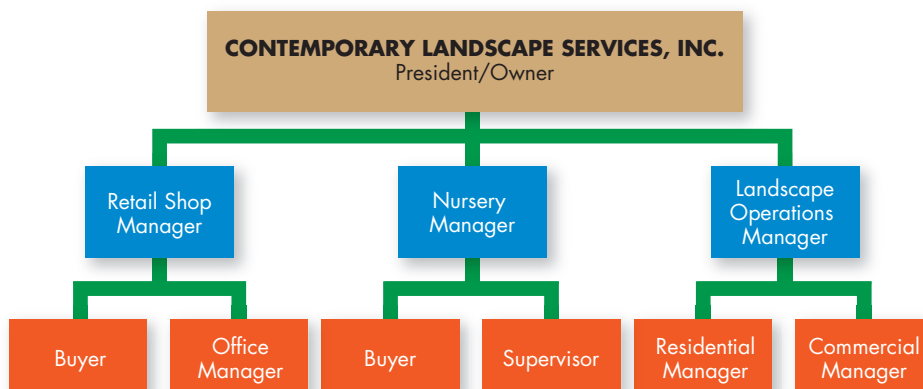 CONTEMPORARY LANDSCAPE SERVICES, INC.
President/Owner
Retail Shop
Manager
Nursery
Manager
Landscape
Operations
Manager
Buyer
Office
Manager
Buyer
Supervisor
Residential
Manager
Commercial
Manager